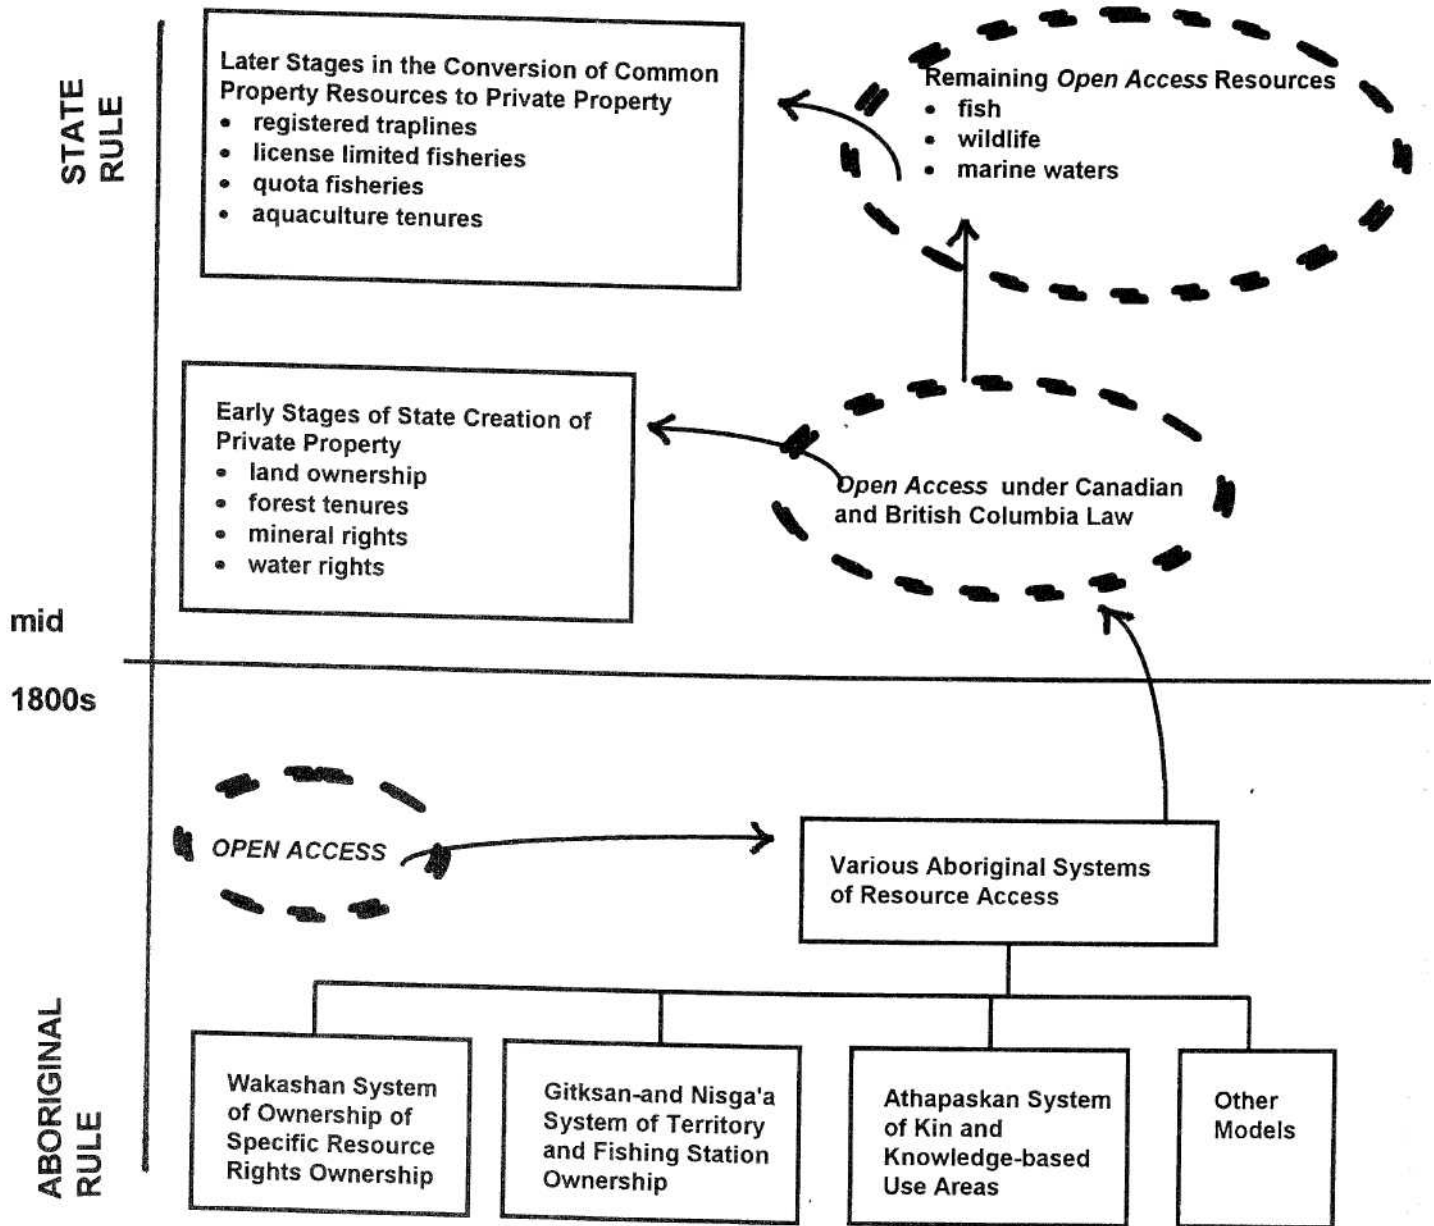 STATE
RULE
Later Stages in the Conversion of Common
Property Resources to Private Property
• registered traplines
• license limited fisheries
• quota fisheries
• aquaculture tenures
Remaining Open Access Resources
• fish
• wildlife
• marine waters
Early Stages of State Creation of
Private Property
• land ownership
• forest tenures
• mineral rights
• water rights
Open Access under Canadian
and British Columbia Law
mid
1800s
OPEN ACCESS
Various Aboriginal Systems
of Resource Access
ABORIGINAL
RULE
Wakashan System
of Ownership of
Specific Resource
Rights Ownership
Gitksan-and Nisga'a
System of Territory
and Fishing Station
Ownership
Athapaskan System
of Kin and
Knowledge-based
Use Areas
Other
Models